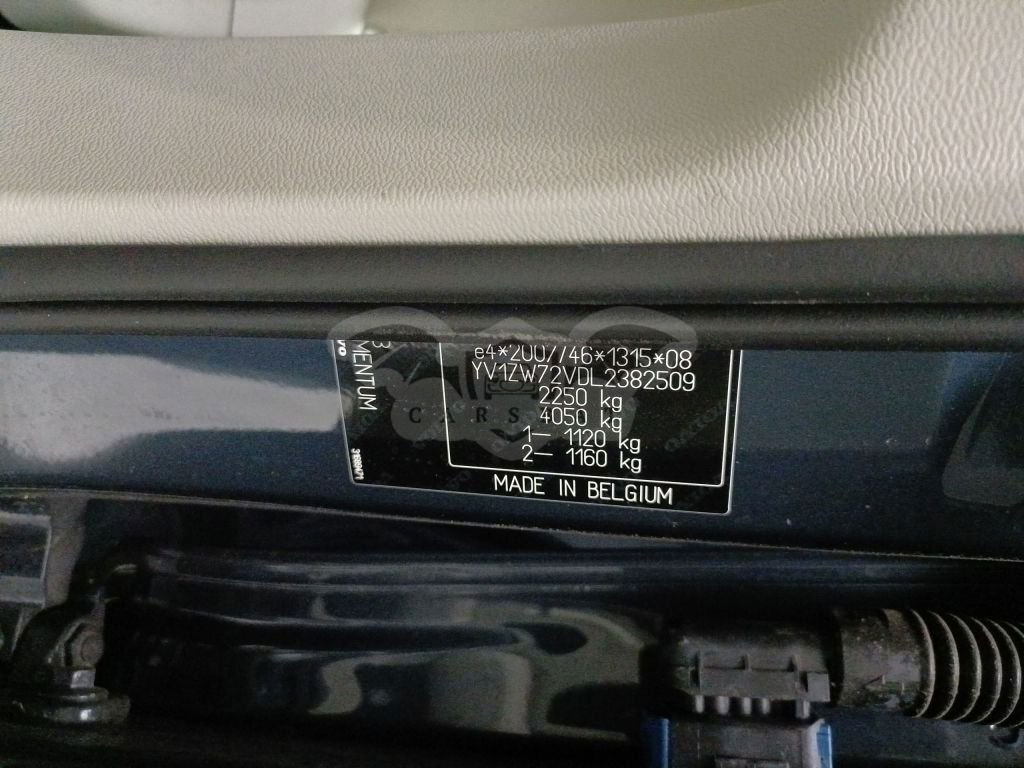 e4*2007/46*1315*08
YV1ZW72VDL2382509
2250 kg
4050 kg
1– 1120 kg
2– 1160 kg
MADE IN BELGIUM
MENTUM
CARS